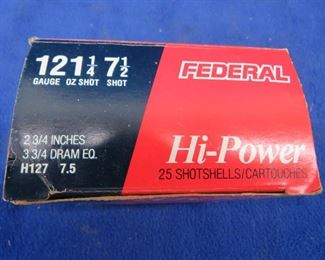 12 1 1/4 7 1/2
GAUGE OZ SHOT SHOT
2 3/4 INCHES
3 3/4 DRAM EQ.
H127 7.5
FEDERAL
Hi-Power
25 SHOTSHELLS/CARTOUCHES